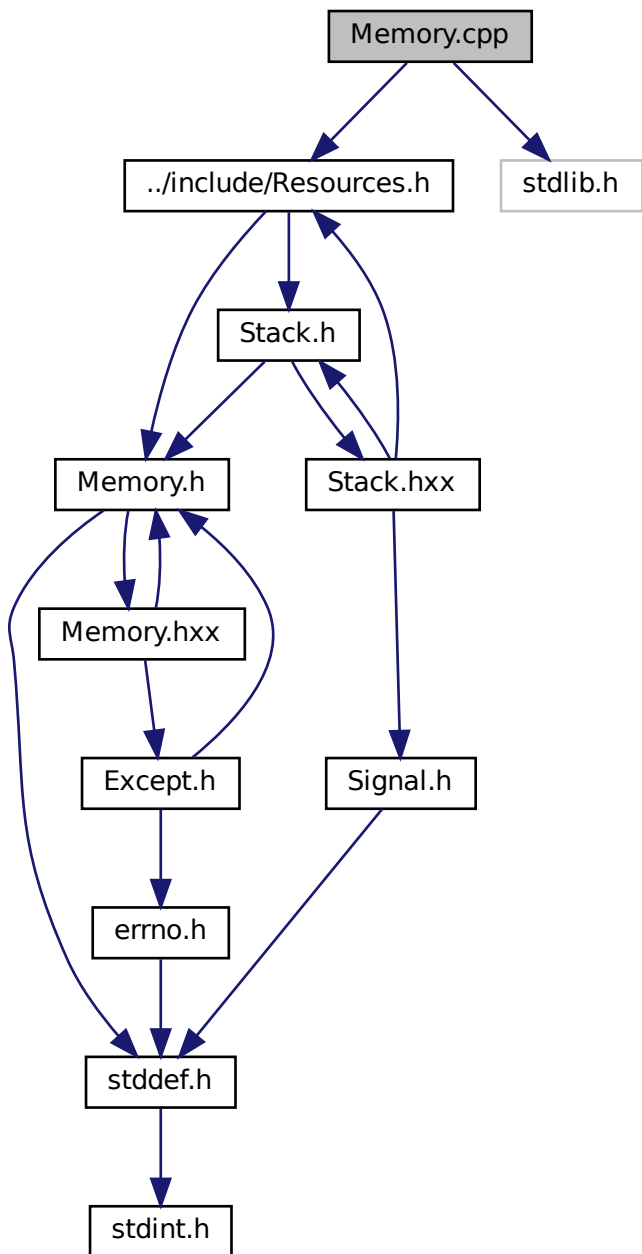 Memory.cpp
../include/Resources.h
stdlib.h
Stack.h
Memory.h
Stack.hxx
Memory.hxx
Except.h
Signal.h
errno.h
stddef.h
stdint.h